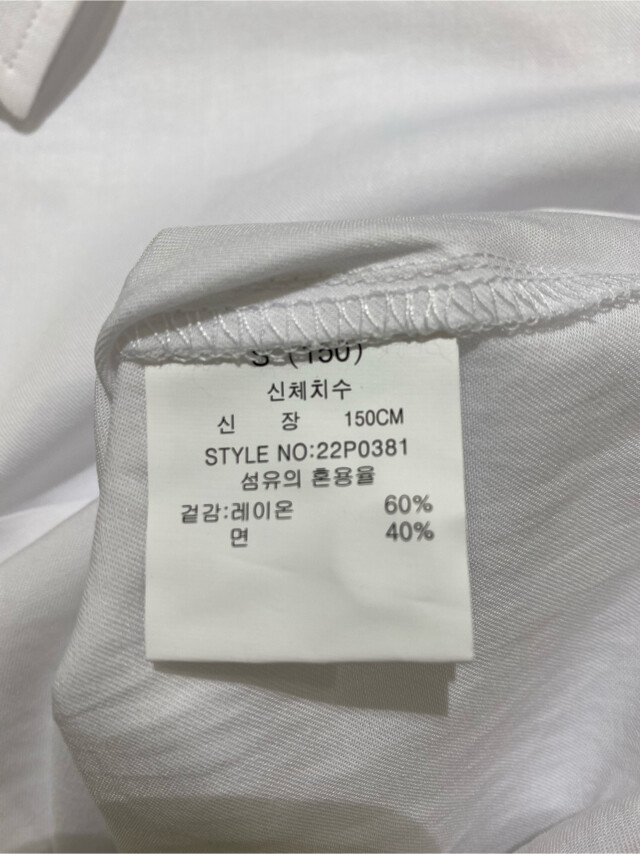 S (150)
신체치수
신 장 150CM
STYLE NO:22P0381
섬유의 혼용율
겉감:레이온 60%
면 40%